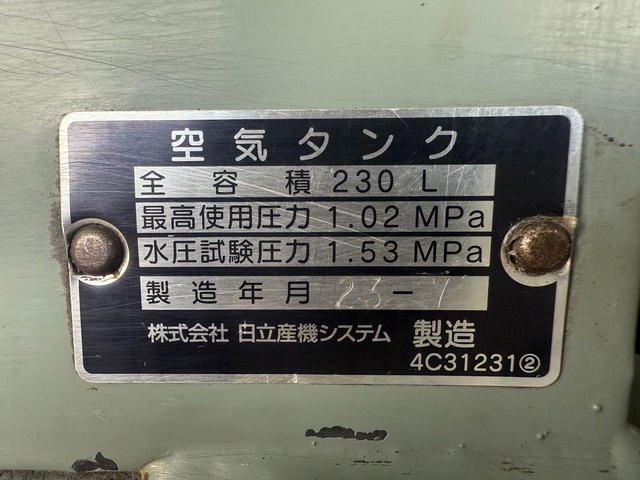 空気タンク
全容積 230 L
最高使用圧力 1.02 MPa
水圧試験圧力 1.53 MPa
製造年月 23-7
株式会社 日立産機システム 製造
4C31231②